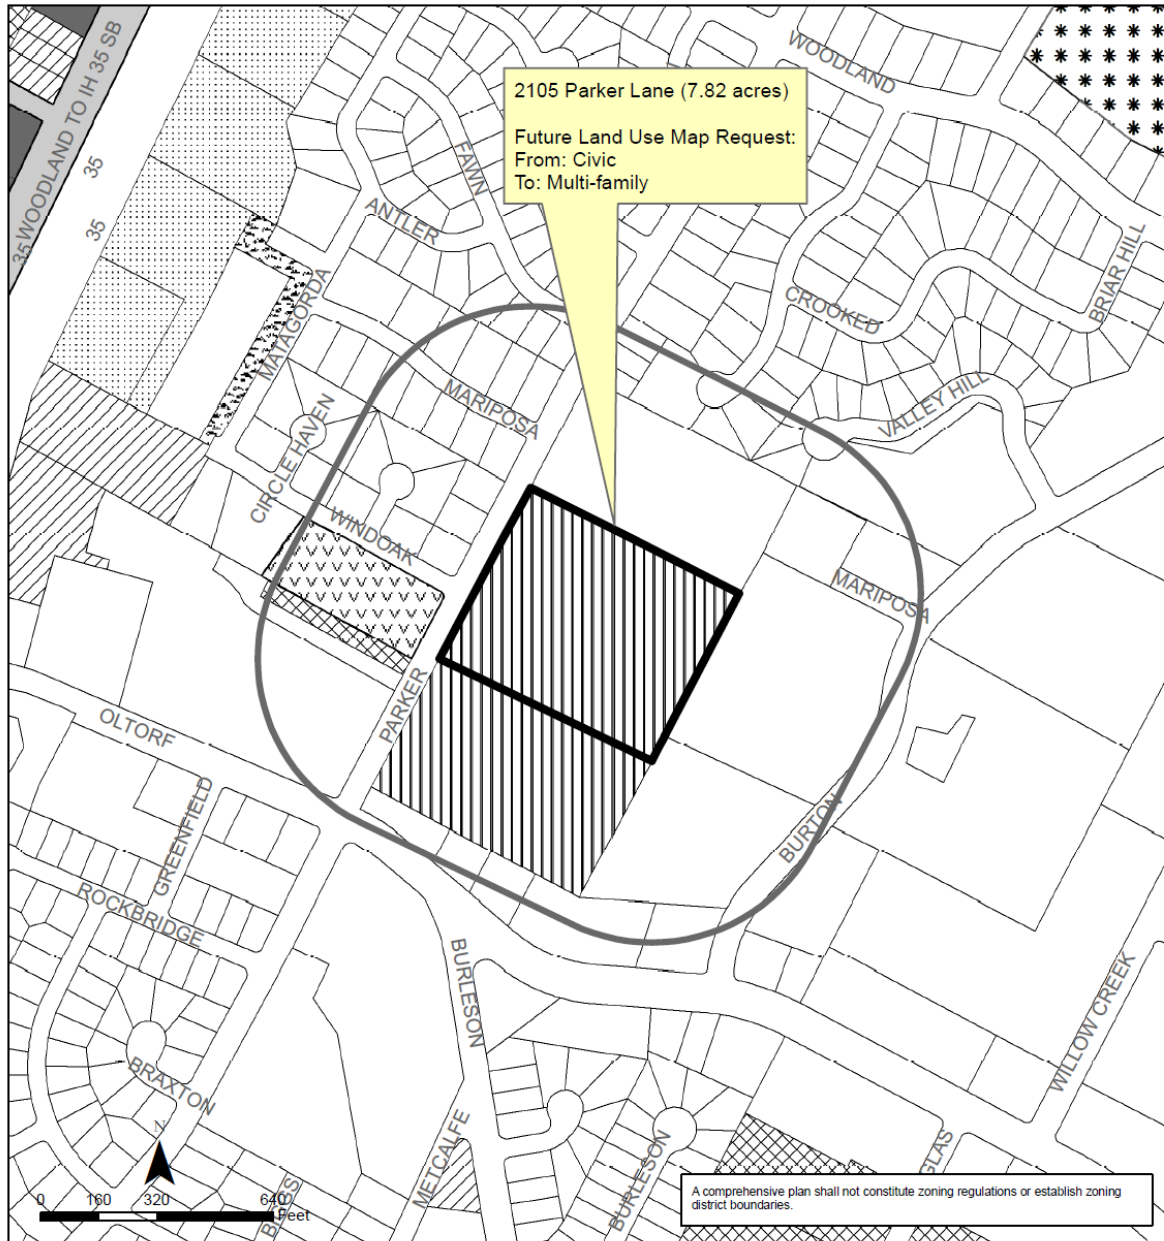 WOODLAND
35 WOODLAND TO IH 35 SB
35
35
2105 Parker Lane (7.82 acres)
Future Land Use Map Request:
From: Civic
To: Multi-family
FAWN
ANTLER
BRIAR HILL
MATAGORDA
CROOKED
MARIPOSA
VALLEY HILL
CIRCLE HAVEN
WINDOAK
MARIPOSA
PARKER
OLTORF
GREENFIELD
BURTON
ROCKBRIDGE
BURLESON
WILLOW CREEK
BRAXTON
METCALFE
BURLESON
GLAS
N
0 160 320 640
Feet
A comprehensive plan shall not constitute zoning regulations or establish zoning
district boundaries.